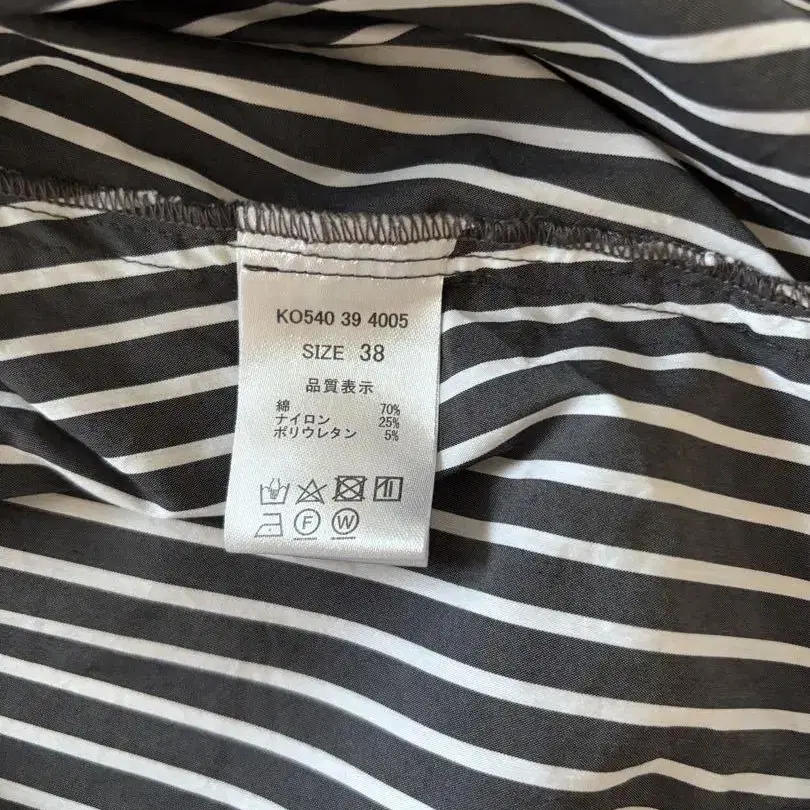 KO540 39 4005
SIZE 38
品質表示
綿 70%
ナイロン 25%
ポリウレタン 5%
F W